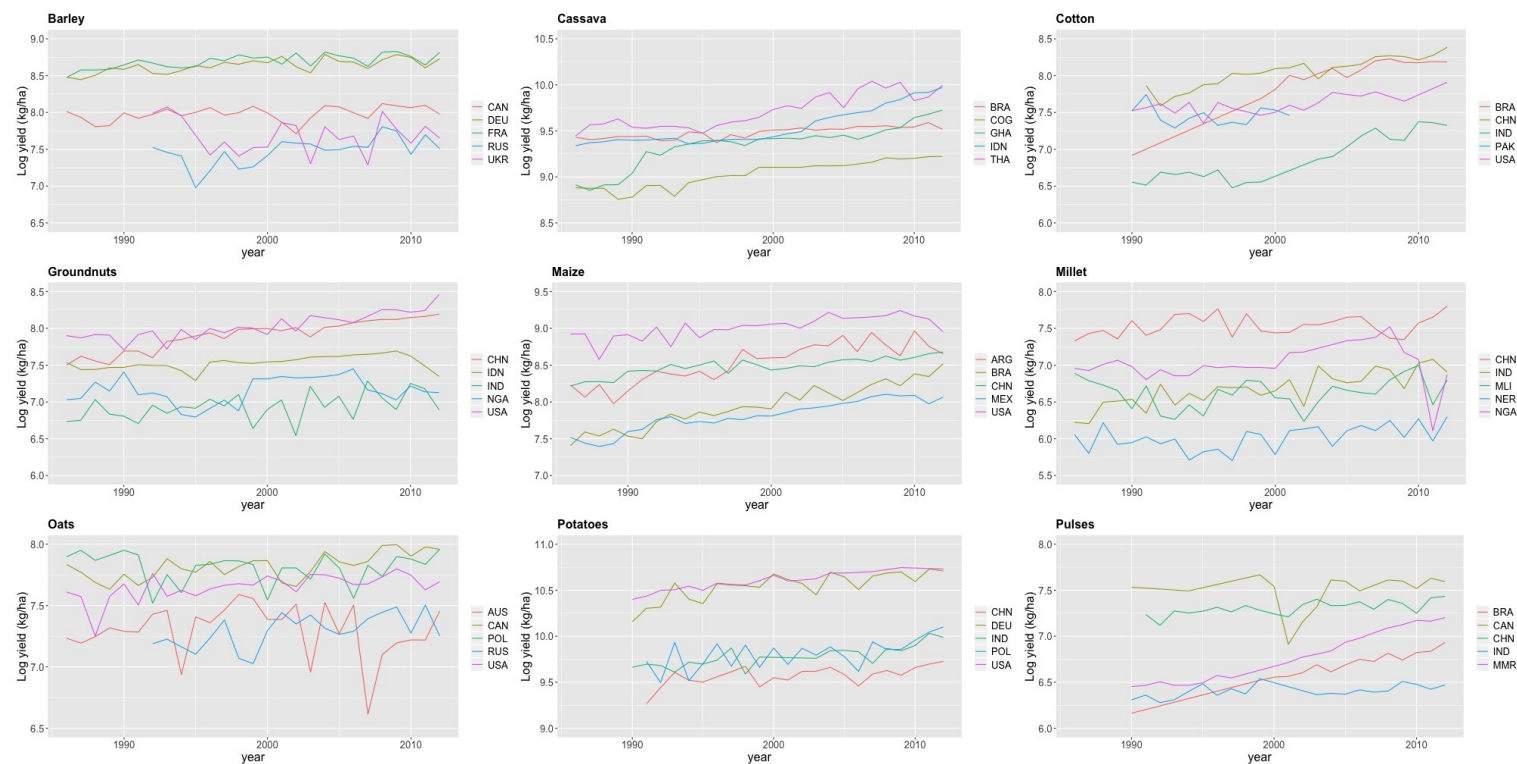 Barley
Log yield (kg/ha)
9.0
8.5
8.0
7.5
7.0
6.5
1990
2000
2010
year
CAN
DEU
FRA
RUS
UKR
Cassava
Log yield (kg/ha)
10.5
10.0
9.5
9.0
8.5
1990
2000
2010
year
BRA
COG
GHA
IDN
THA
Cotton
Log yield (kg/ha)
8.5
8.0
7.5
7.0
6.5
6.0
1990
2000
2010
year
BRA
CHN
IND
PAK
USA
Groundnuts
Log yield (kg/ha)
8.5
8.0
7.5
7.0
6.5
6.0
1990
2000
2010
year
CHN
IDN
IND
NGA
USA
Maize
Log yield (kg/ha)
9.5
9.0
8.5
8.0
7.5
7.0
1990
2000
2010
year
ARG
BRA
CHN
MEX
USA
Millet
Log yield (kg/ha)
8.0
7.5
7.0
6.5
6.0
5.5
1990
2000
2010
year
CHN
IND
MLI
NER
NGA
Oats
Log yield (kg/ha)
8.0
7.5
7.0
6.5
1990
2000
2010
year
AUS
CAN
POL
RUS
USA
Potatoes
Log yield (kg/ha)
11.0
10.5
10.0
9.5
9.0
1990
2000
2010
year
CHN
DEU
IND
POL
USA
Pulses
Log yield (kg/ha)
8.0
7.5
7.0
6.5
6.0
1990
2000
2010
year
BRA
CAN
CHN
IND
MMR